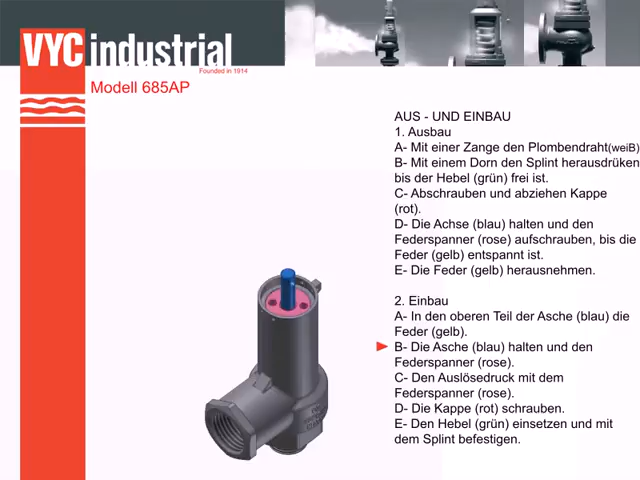 VYC industrial
Founded in 1914
Modell 685AP
AUS - UND EINBAU
1. Ausbau
A- Mit einer Zange den Plombendraht(weiB)
B- Mit einem Dorn den Splint herausdrüken
bis der Hebel (grün) frei ist.
C- Abschrauben und abziehen Kappe
(rot).
D- Die Achse (blau) halten und den
Federspanner (rose) aufschrauben, bis die
Feder (gelb) entspannt ist.
E- Die Feder (gelb) herausnehmen.
2. Einbau
A- In den oberen Teil der Asche (blau) die
Feder (gelb).
B- Die Asche (blau) halten und den
Federspanner (rose).
C- Den Auslösedruck mit dem
Federspanner (rose).
D- Die Kappe (rot) schrauben.
E- Den Hebel (grün) einsetzen und mit
dem Splint befestigen.